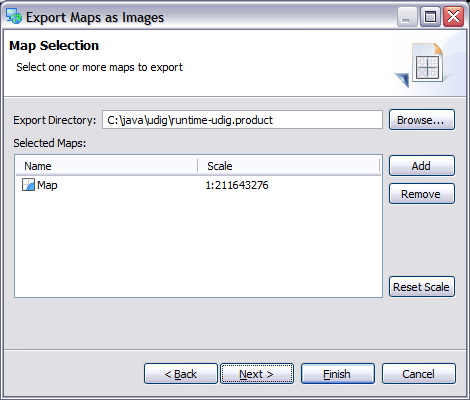 Export Maps as Images
Map Selection
Select one or more maps to export
Export Directory: C:\java\udig\runtime-udig.product Browse...
Selected Maps:
Name Scale Add
Map 1:211643276
Remove
Reset Scale
< Back Next > Finish Cancel